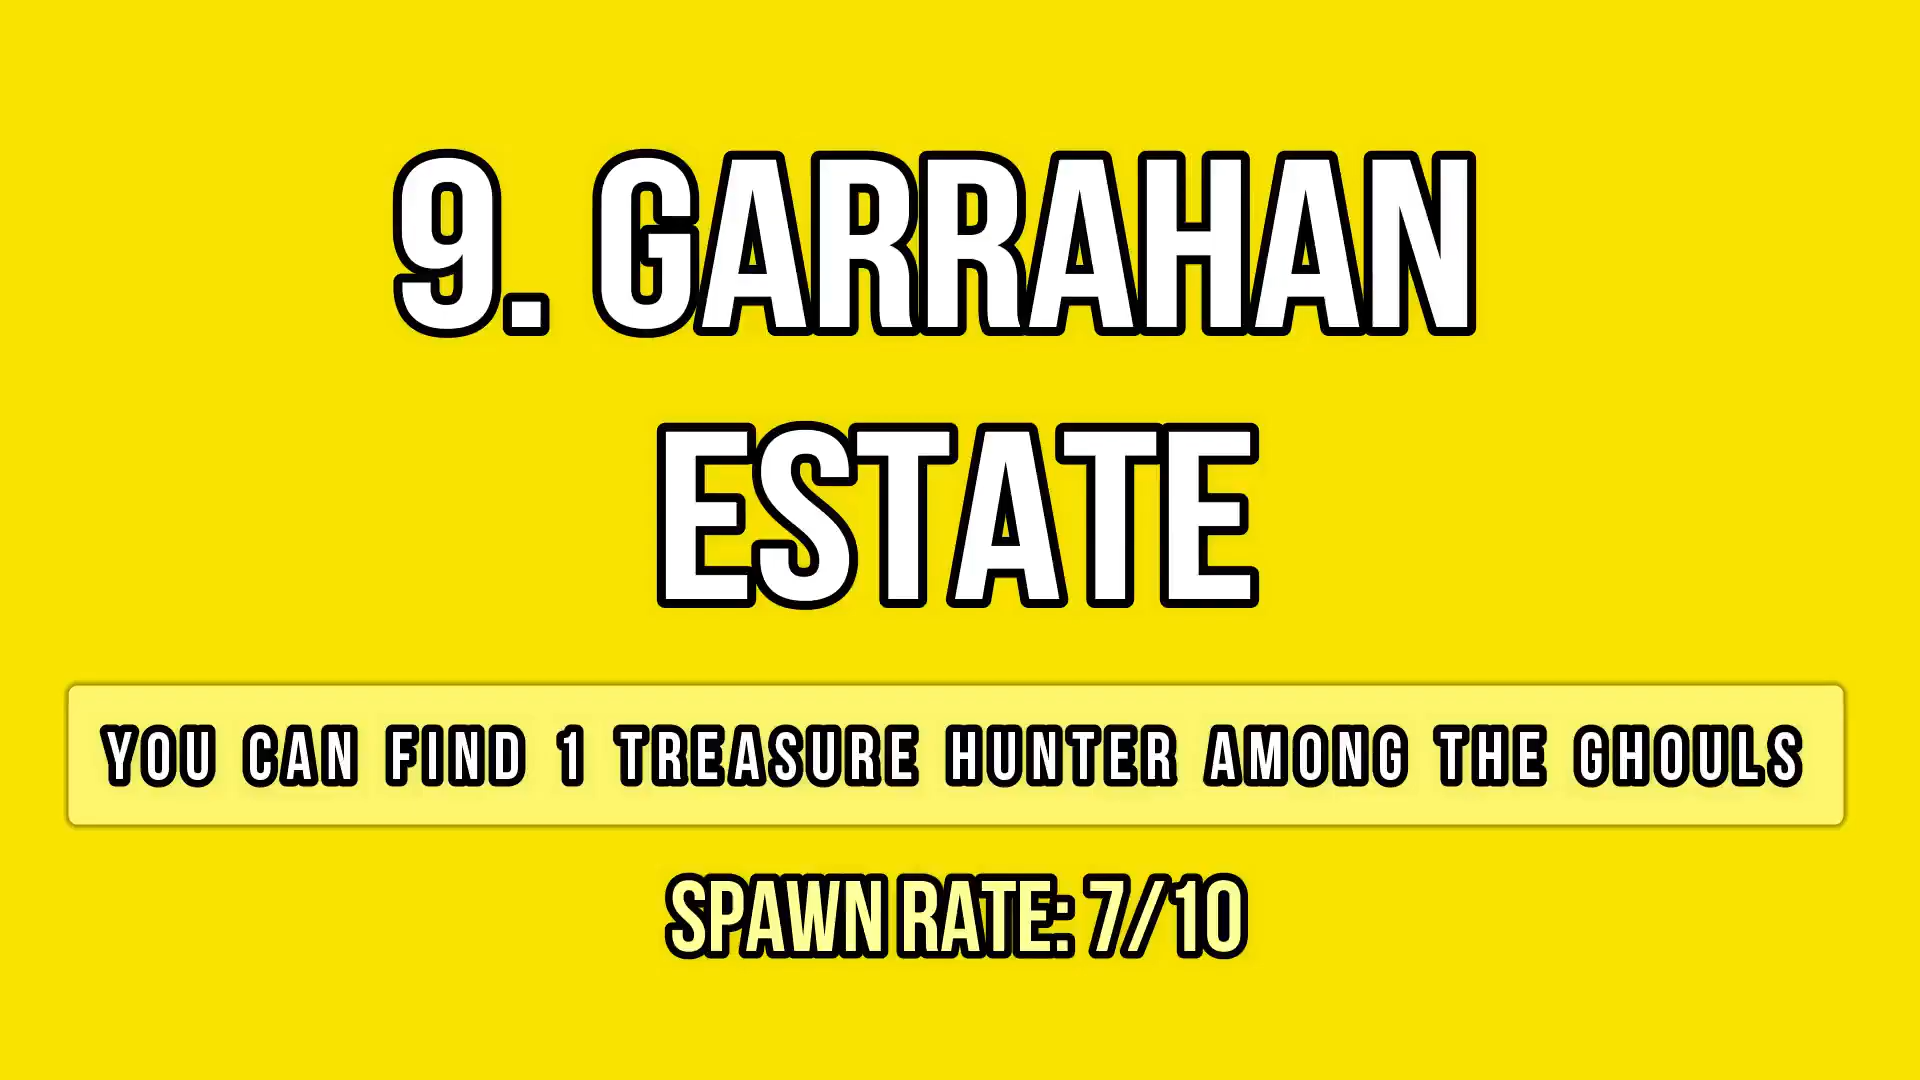 9. GARRAHAN
ESTATE
YOU CAN FIND 1 TREASURE HUNTER AMONG THE GHOULS
SPAWN RATE: 7/10